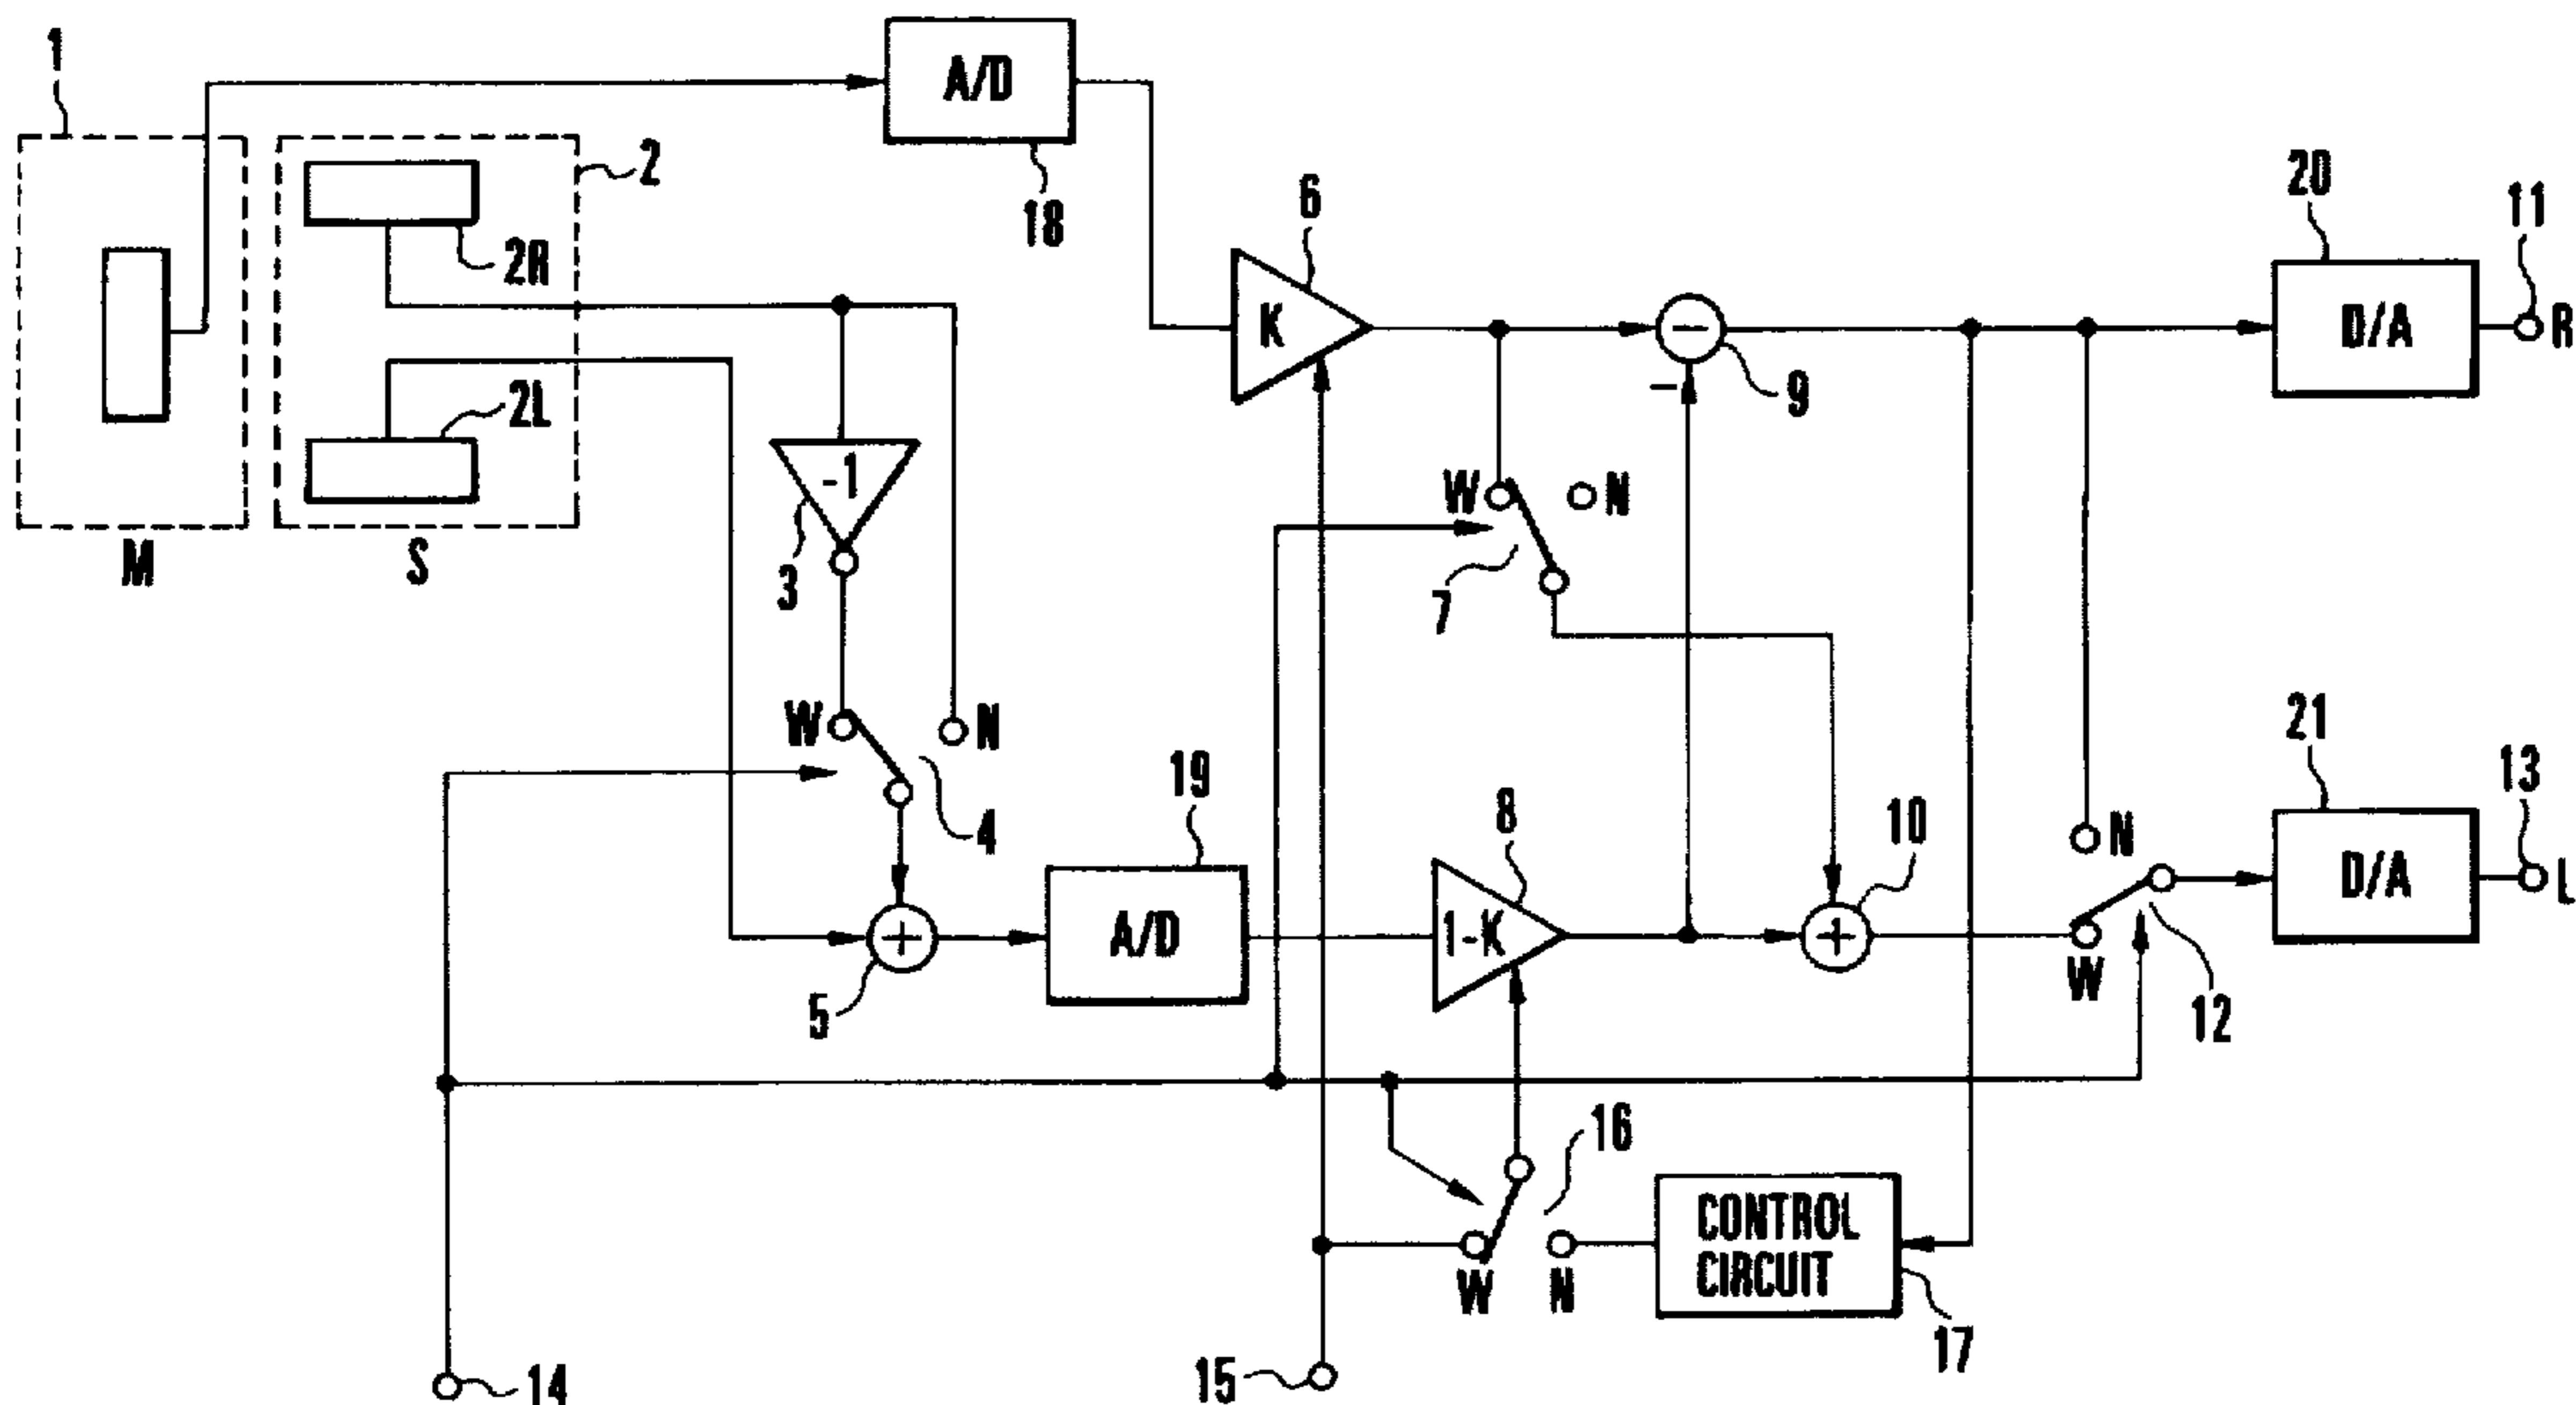 1
A/D
18
2
2R
2L
M
S
-1
3
W
N
4
5
19
A/D
6
K
−
-
9
W
N
7
8
1-K
10
+
+
20
D/A
11
R
N
W
12
21
D/A
13
L
16
W
N
CONTROL
CIRCUIT
17
14
15